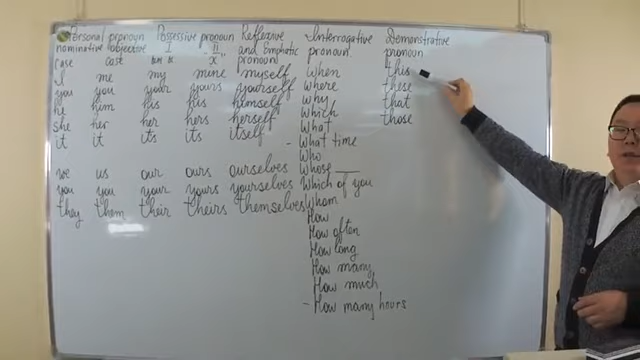 Personal pronoun Possessive pronoun Reflexive Interrogative Demonstrative
nominative objective I II and Emphatic pronoun. pronoun
case case x pronoun
I me my mine myself When this
you you your yours yourself Where these
he him his his himself Why that
she her her hers herself Which those
it it its its itself What
- What time
Who
we us our ours ourselves Whose
you you your yours yourselves Which of you
they them their theirs themselves Whom
How
How often
How long
How many
How much
- How many hours